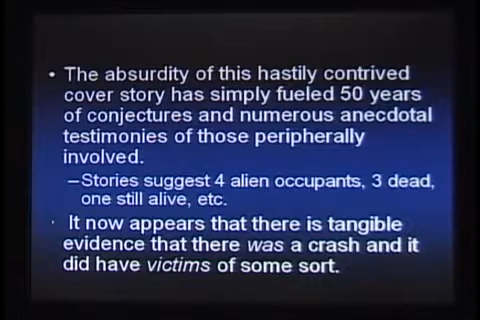 • The absurdity of this hastily contrived
cover story has simply fueled 50 years
of conjectures and numerous anecdotal
testimonies of those peripherally
involved.
–Stories suggest 4 alien occupants, 3 dead,
one still alive, etc.
· It now appears that there is tangible
evidence that there was a crash and it
did have victims of some sort.